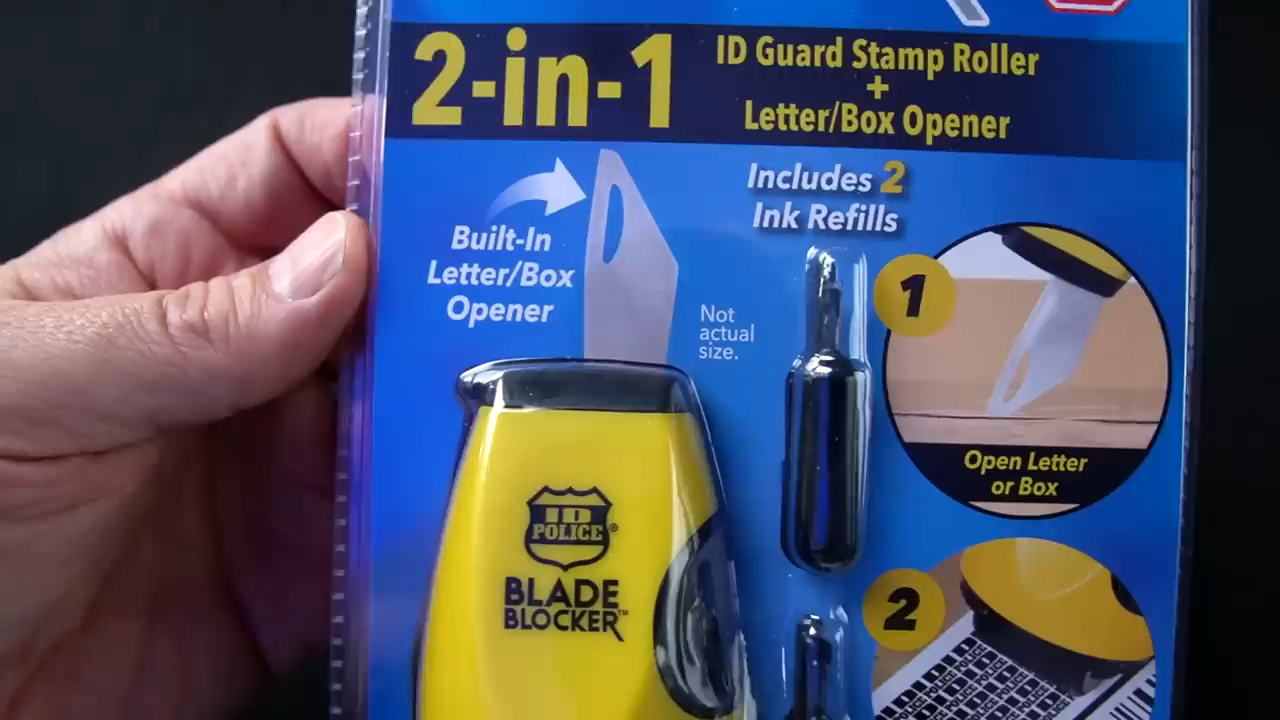 2-in-1
ID Guard Stamp Roller
+
Letter/Box Opener
Includes 2
Ink Refills
Built-In
Letter/Box
Opener
Not
actual
size.
1
Open Letter
or Box
ID
POLICE®
BLADE
BLOCKER™
2